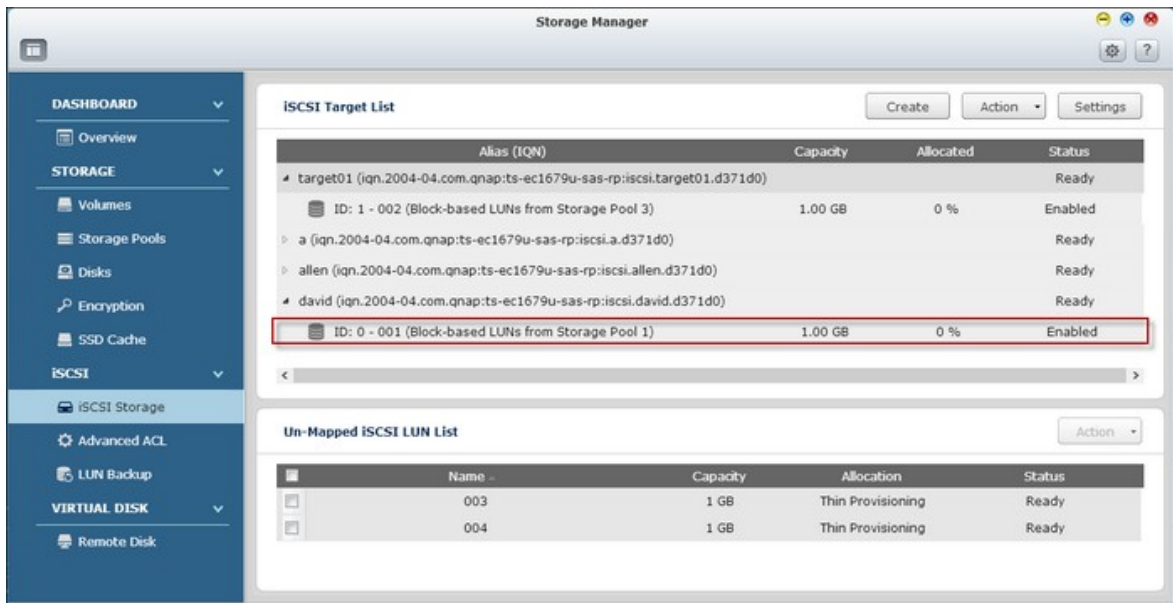 Storage Manager
?
DASHBOARD
Overview
STORAGE
Volumes
Storage Pools
Disks
Encryption
SSD Cache
iSCSI
iSCSI Storage
Advanced ACL
LUN Backup
VIRTUAL DISK
Remote Disk
iSCSI Target List Create Action Settings
Alias (IQN) Capacity Allocated Status
target01 (iqn.2004-04.com.qnap:ts-ec1679u-sas-rp:iscsi.target01.d371d0) Ready
ID: 1 - 002 (Block-based LUNs from Storage Pool 3) 1.00 GB 0 % Enabled
a (iqn.2004-04.com.qnap:ts-ec1679u-sas-rp:iscsi.a.d371d0) Ready
allen (iqn.2004-04.com.qnap:ts-ec1679u-sas-rp:iscsi.allen.d371d0) Ready
david (iqn.2004-04.com.qnap:ts-ec1679u-sas-rp:iscsi.david.d371d0) Ready
ID: 0 - 001 (Block-based LUNs from Storage Pool 1) 1.00 GB 0 % Enabled
Un-Mapped iSCSI LUN List Action
Name Capacity Allocation Status
003 1 GB Thin Provisioning Ready
004 1 GB Thin Provisioning Ready